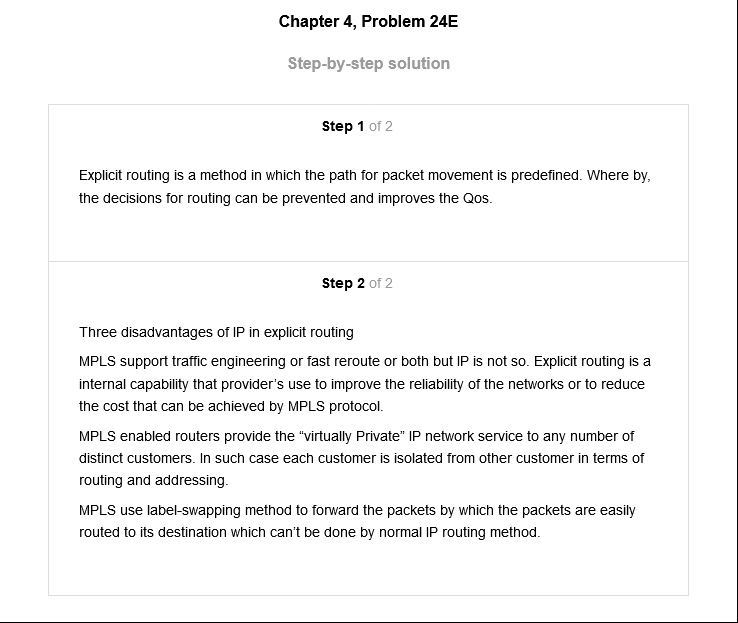 Chapter 4, Problem 24E
Step-by-step solution
Step 1 of 2
Explicit routing is a method in which the path for packet movement is predefined. Where by,
the decisions for routing can be prevented and improves the Qos.
Step 2 of 2
Three disadvantages of IP in explicit routing
MPLS support traffic engineering or fast reroute or both but IP is not so. Explicit routing is a
internal capability that provider’s use to improve the reliability of the networks or to reduce
the cost that can be achieved by MPLS protocol.
MPLS enabled routers provide the “virtually Private” IP network service to any number of
distinct customers. In such case each customer is isolated from other customer in terms of
routing and addressing.
MPLS use label-swapping method to forward the packets by which the packets are easily
routed to its destination which can’t be done by normal IP routing method.